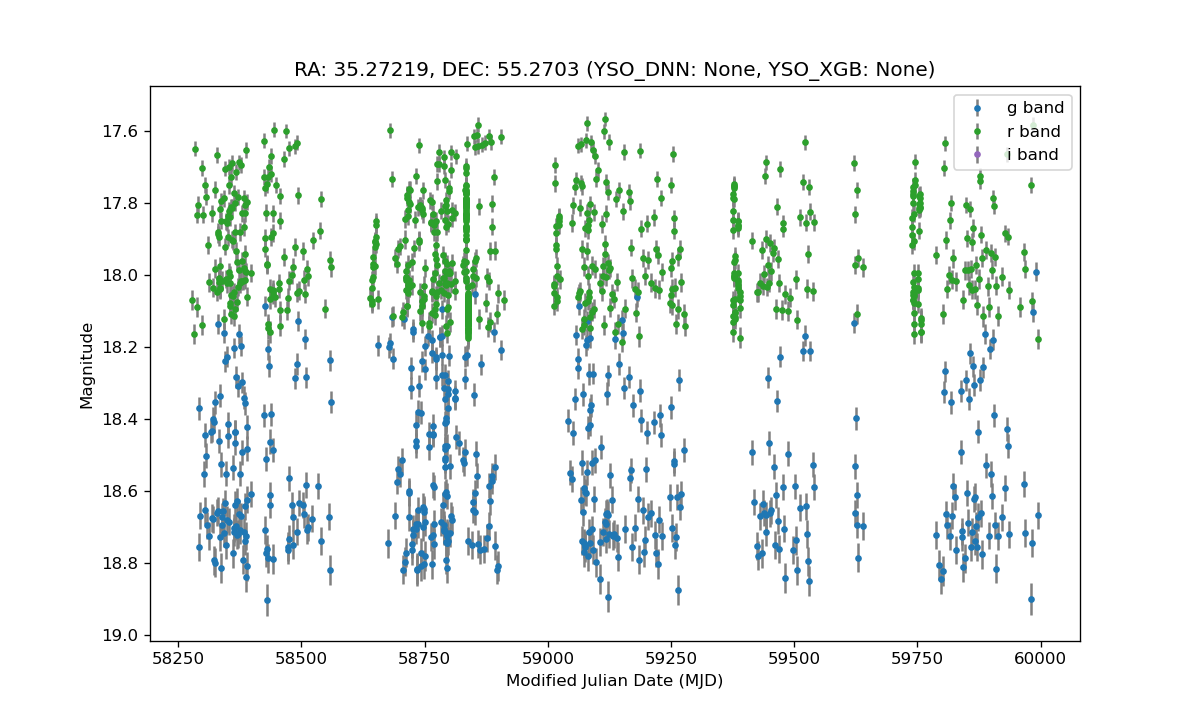 RA: 35.27219, DEC: 55.2703 (YSO_DNN: None, YSO_XGB: None)
g band
r band
i band
17.6
17.8
18.0
18.2
18.4
18.6
18.8
19.0
Magnitude
58250 58500 58750 59000 59250 59500 59750 60000
Modified Julian Date (MJD)